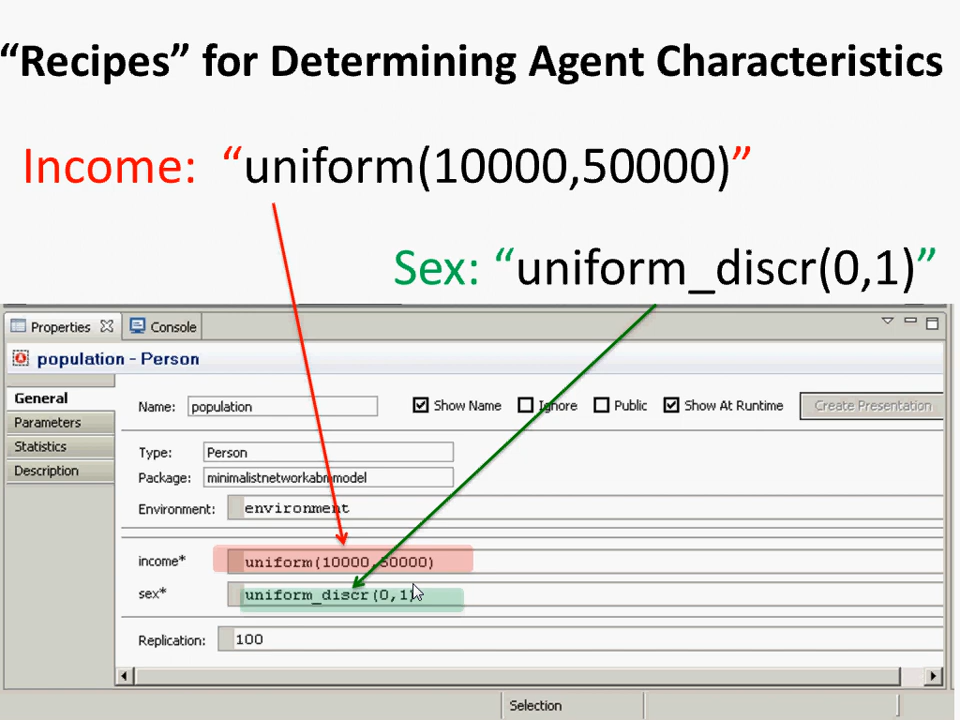 “Recipes” for Determining Agent Characteristics
Income: “uniform(10000,50000)”
Sex: “uniform_discr(0,1)”
Properties Console
population - Person
General
Parameters
Statistics
Description
Name: population Show Name Ignore Public Show At Runtime Create Presentation
Type: Person
Package: minimalistnetworkabmmodel
Environment: environment
income* uniform(10000,50000)
sex* uniform_discr(0,1)
Replication: 100
Selection